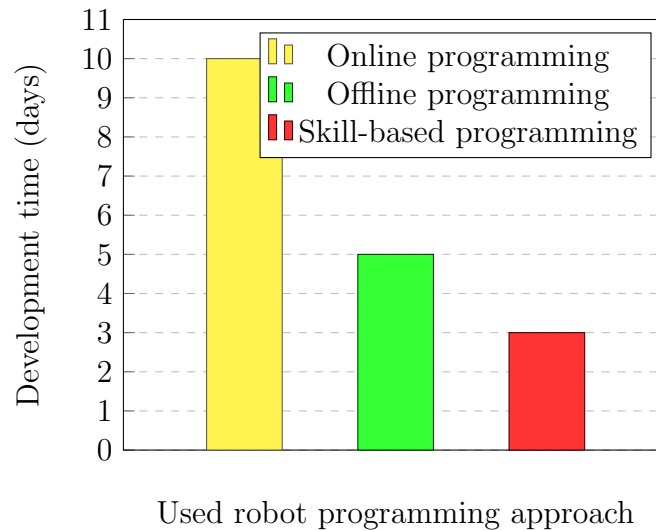 11
10
9
8
7
6
5
4
3
2
1
0
Development time (days)
Online programming
Offline programming
Skill-based programming
Used robot programming approach